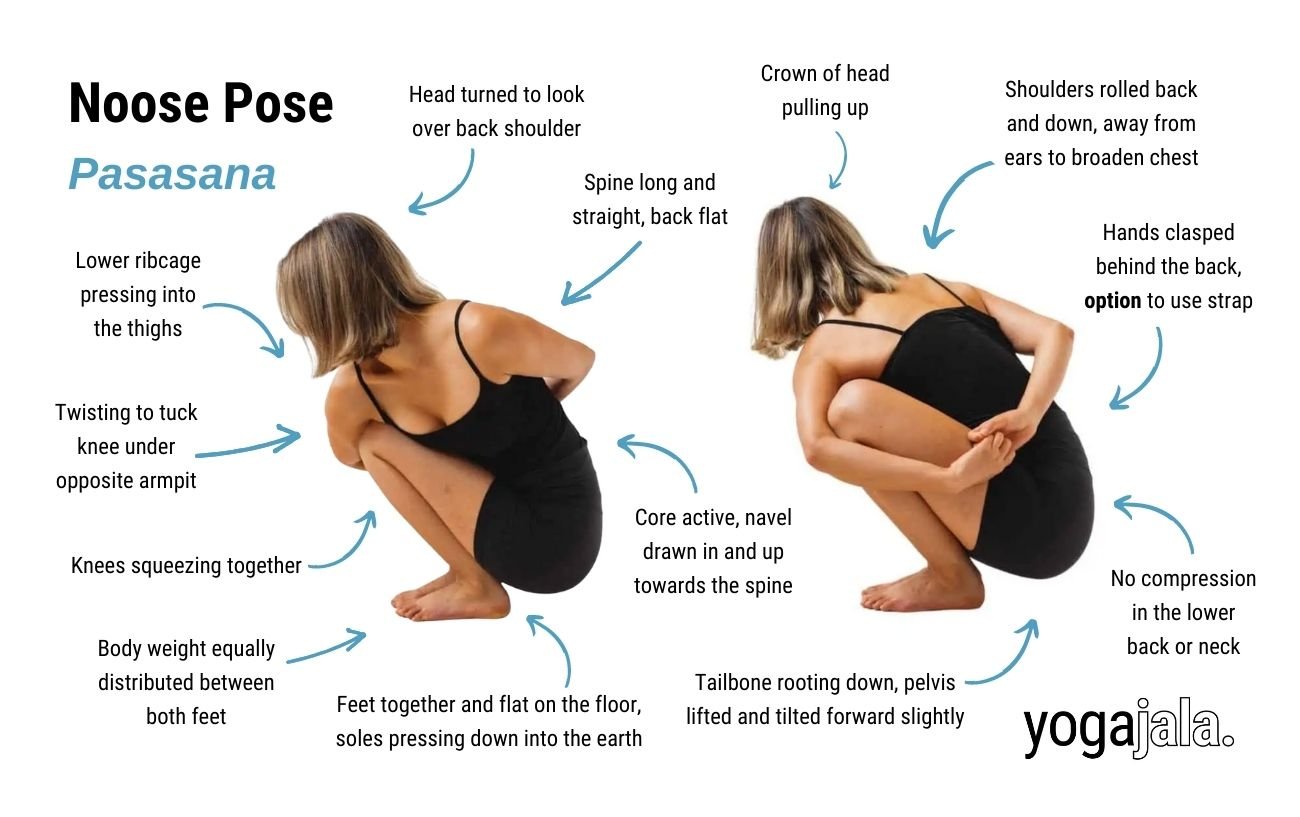 Noose Pose
Pasasana
Head turned to look
over back shoulder
Spine long and
straight, back flat
Lower ribcage
pressing into
the thighs
Twisting to tuck
knee under
opposite armpit
Knees squeezing together
Body weight equally
distributed between
both feet
Feet together and flat on the floor,
soles pressing down into the earth
Core active, navel
drawn in and up
towards the spine
Crown of head
pulling up
Shoulders rolled back
and down, away from
ears to broaden chest
Hands clasped
behind the back,
option to use strap
No compression
in the lower
back or neck
Tailbone rooting down, pelvis
lifted and tilted forward slightly
yogajala.